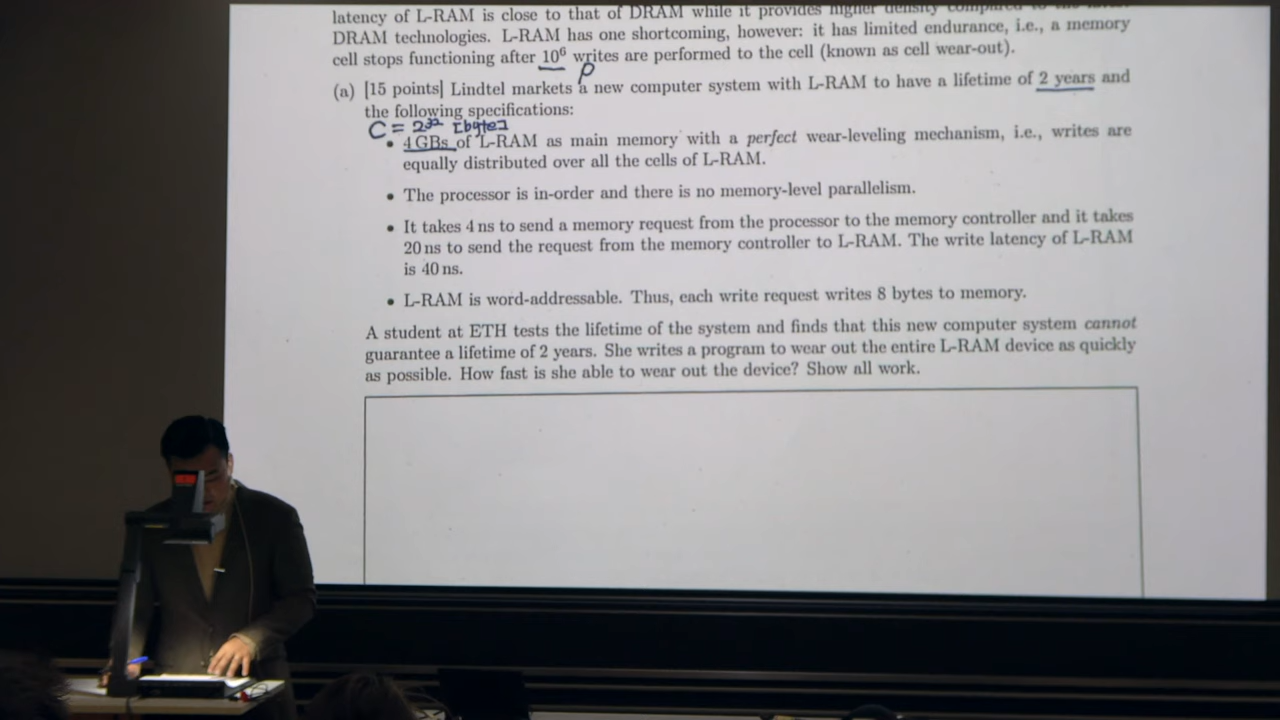 latency of L-RAM is close to that of DRAM while it provides higher density compared to the
DRAM technologies. L-RAM has one shortcoming, however: it has limited endurance, i.e., a memory
cell stops functioning after 10⁶ writes are performed to the cell (known as cell wear-out).
P
(a) [15 points] Lindtel markets a new computer system with L-RAM to have a lifetime of 2 years and
the following specifications:
C = 2³² [bytes]
• 4 GBs of L-RAM as main memory with a perfect wear-leveling mechanism, i.e., writes are
equally distributed over all the cells of L-RAM.
• The processor is in-order and there is no memory-level parallelism.
• It takes 4 ns to send a memory request from the processor to the memory controller and it takes
20 ns to send the request from the memory controller to L-RAM. The write latency of L-RAM
is 40 ns.
• L-RAM is word-addressable. Thus, each write request writes 8 bytes to memory.
A student at ETH tests the lifetime of the system and finds that this new computer system cannot
guarantee a lifetime of 2 years. She writes a program to wear out the entire L-RAM device as quickly
as possible. How fast is she able to wear out the device? Show all work.